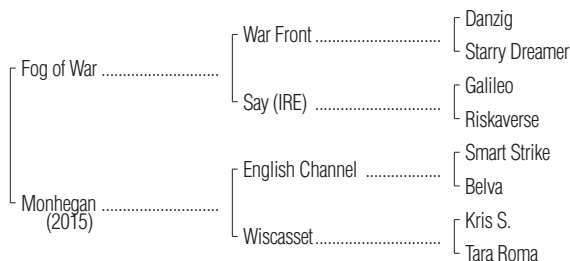 Danzig
War Front
Starry Dreamer
Fog of War
Galileo
Say (IRE)
Riskaverse
Smart Strike
English Channel
Belva
Monhegan
(2015)
Kris S.
Wiscasset
Tara Roma